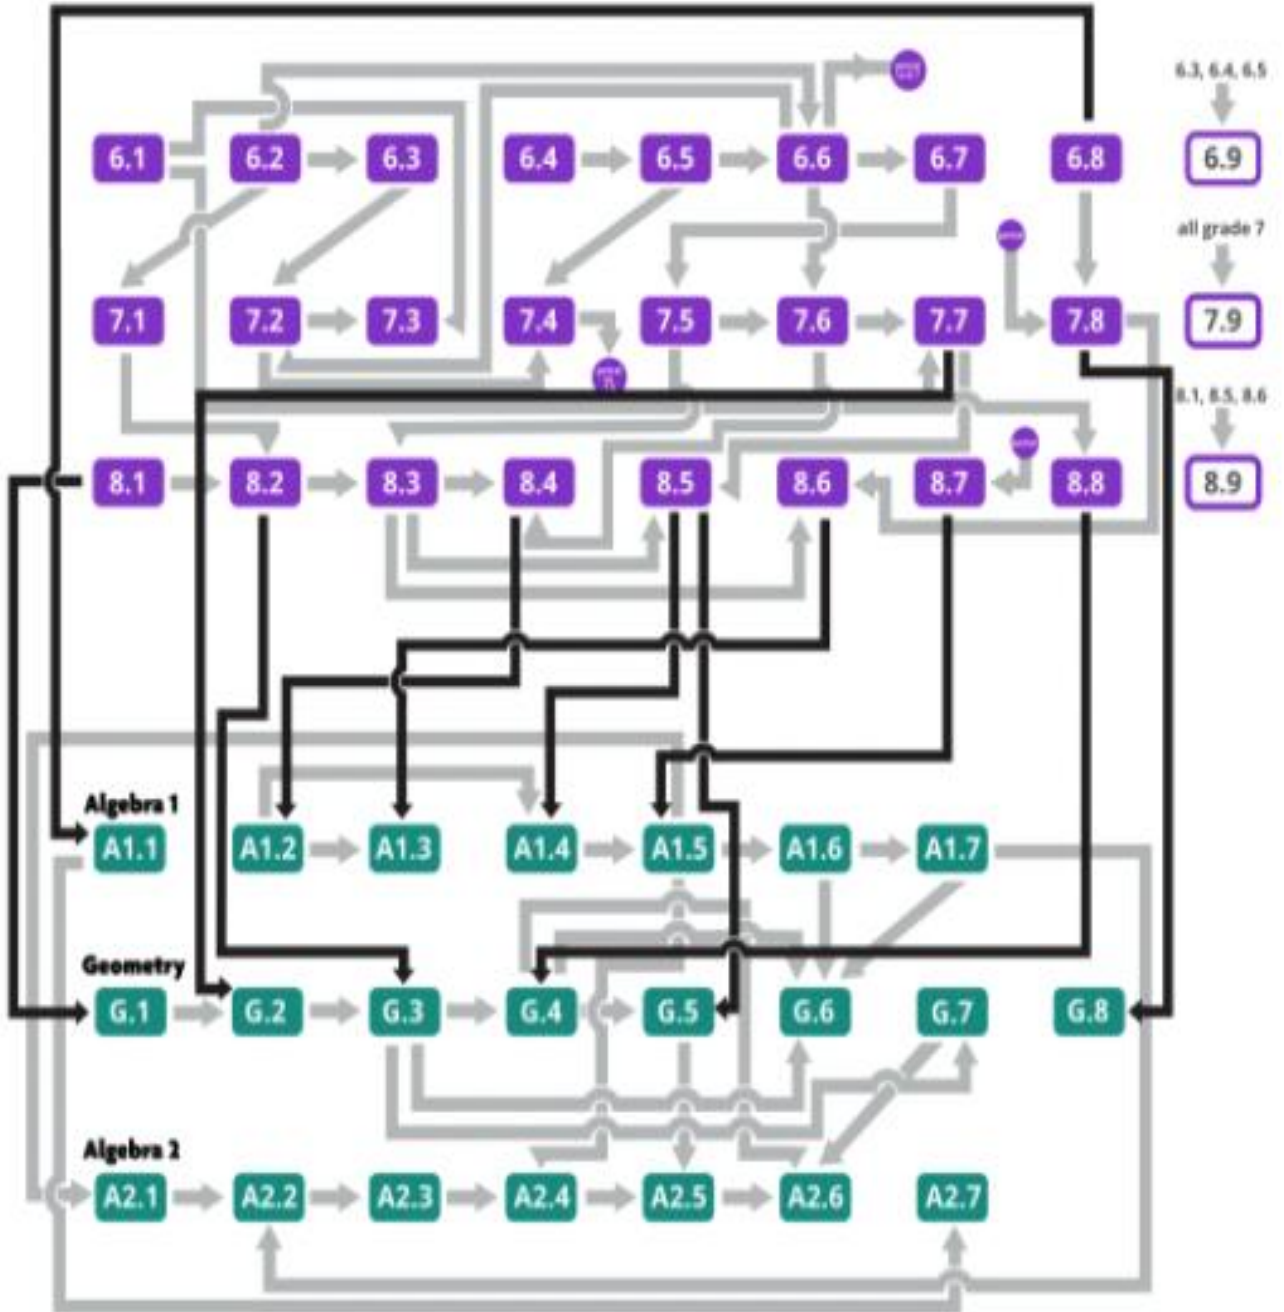 6.3, 6.4, 6.5
6.1 6.2 6.3 6.4 6.5 6.6 6.7 6.8 6.9
all grade 7
7.1 7.2 7.3 7.4 7.5 7.6 7.7 7.8 7.9
8.1, 8.5, 8.6
8.1 8.2 8.3 8.4 8.5 8.6 8.7 8.8 8.9
Algebra 1
A1.1 A1.2 A1.3 A1.4 A1.5 A1.6 A1.7
Geometry
G.1 G.2 G.3 G.4 G.5 G.6 G.7 G.8
Algebra 2
A2.1 A2.2 A2.3 A2.4 A2.5 A2.6 A2.7